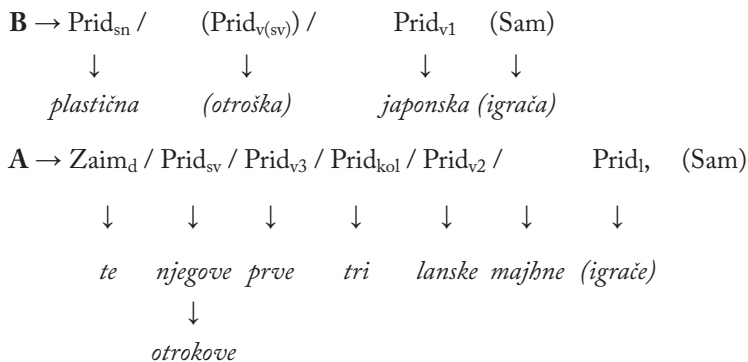 B → Prid_sn / (Prid_v(sv)) / Prid_v1 (Sam)
↓ ↓ ↓ ↓
plastična (otroška) japonska (igrača)
A → Zaim_d / Prid_sv / Prid_v3 / Prid_kol / Prid_v2 / Prid_l, (Sam)
↓ ↓ ↓ ↓ ↓ ↓ ↓
te njegove prve tri lanske majhne (igrače)
↓
otrokove